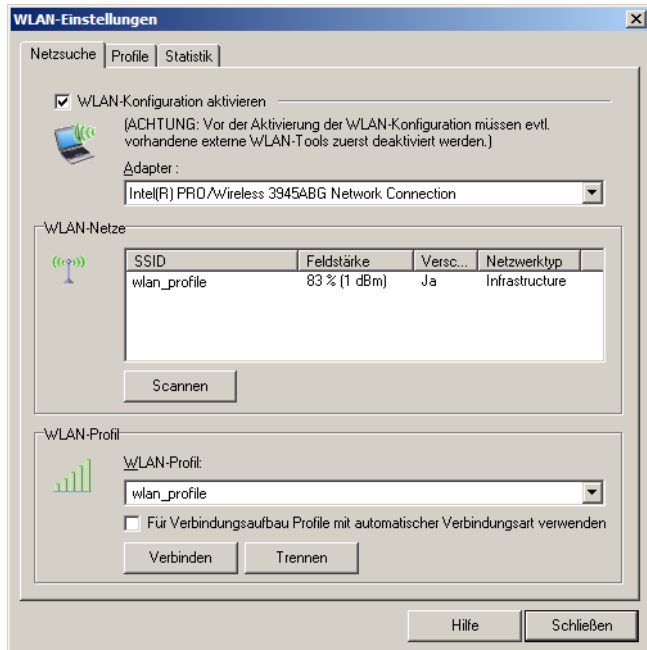 WLAN-Einstellungen
Netzsuche Profile Statistik
WLAN-Konfiguration aktivieren
(ACHTUNG: Vor der Aktivierung der WLAN-Konfiguration müssen evtl.
vorhandene externe WLAN-Tools zuerst deaktiviert werden.)
Adapter :
Intel(R) PRO/Wireless 3945ABG Network Connection
WLAN-Netze
SSID Feldstärke Versc... Netzwerktyp
wlan_profile 83 % (1 dBm) Ja Infrastructure
Scannen
WLAN-Profil
WLAN-Profil:
wlan_profile
Für Verbindungsaufbau Profile mit automatischer Verbindungsart verwenden
Verbinden Trennen
Hilfe Schließen